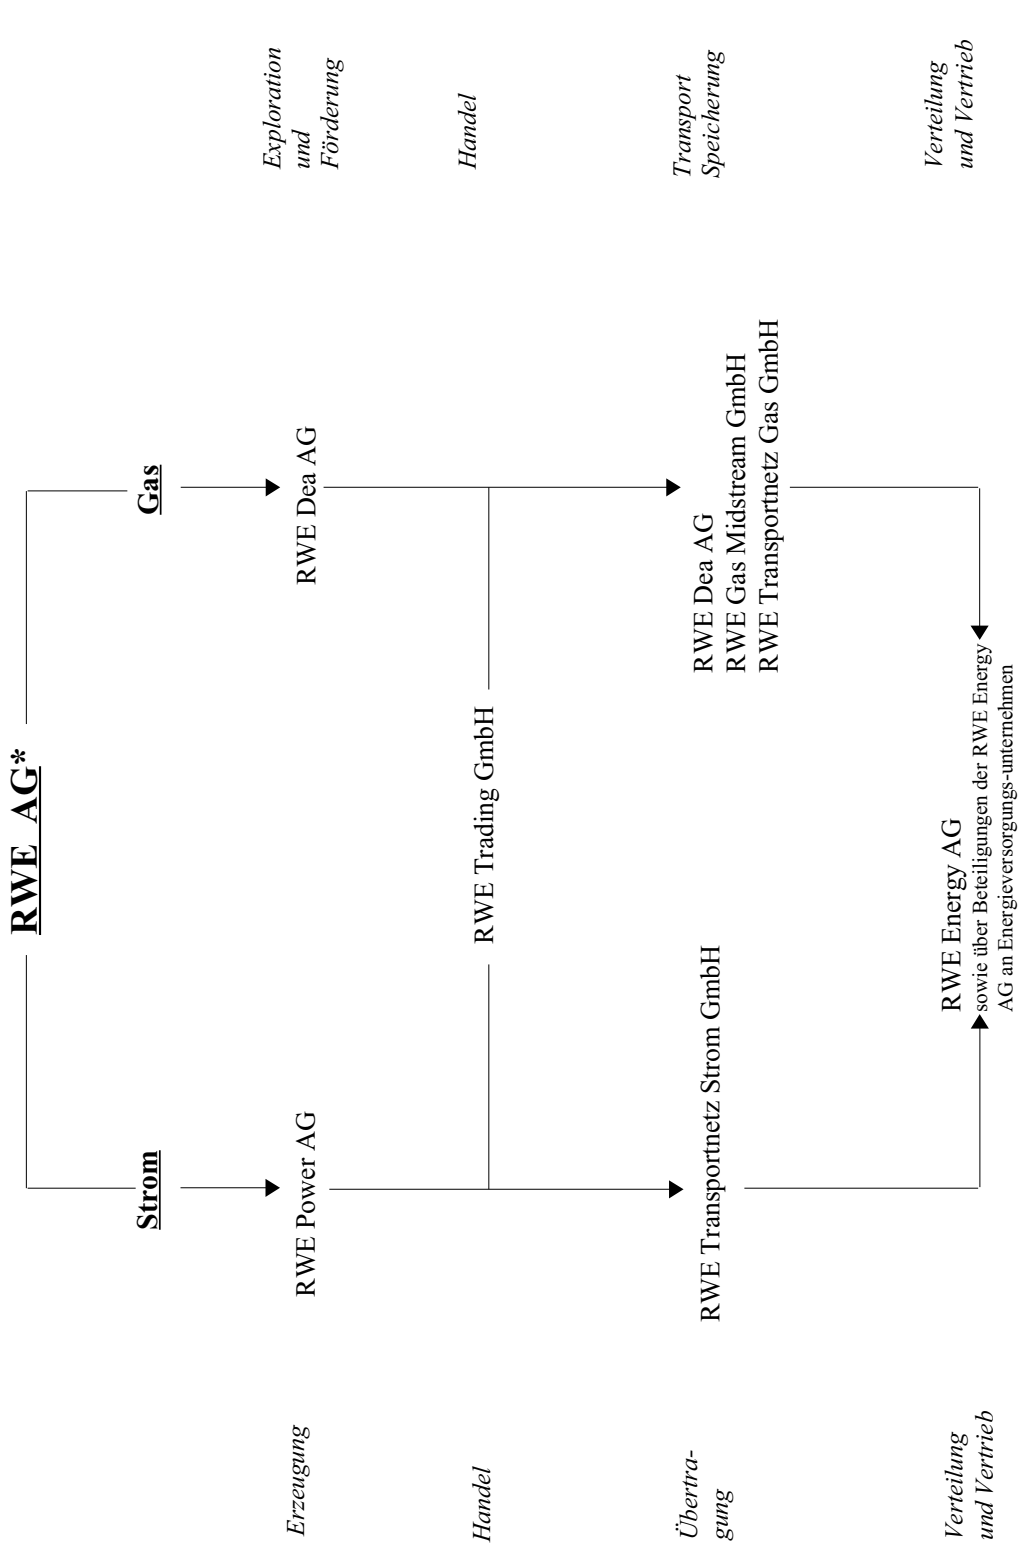 RWE AG*
Strom
Gas
Erzeugung
RWE Power AG
RWE Dea AG
Exploration
und
Förderung
Handel
RWE Trading GmbH
Handel
Übertra-
gung
RWE Transportnetz Strom GmbH
RWE Dea AG
RWE Gas Midstream GmbH
RWE Transportnetz Gas GmbH
Transport
Speicherung
Verteilung
und Vertrieb
RWE Energy AG
sowie über Beteiligungen der RWE Energy
AG an Energieversorgungs-unternehmen
Verteilung
und Vertrieb